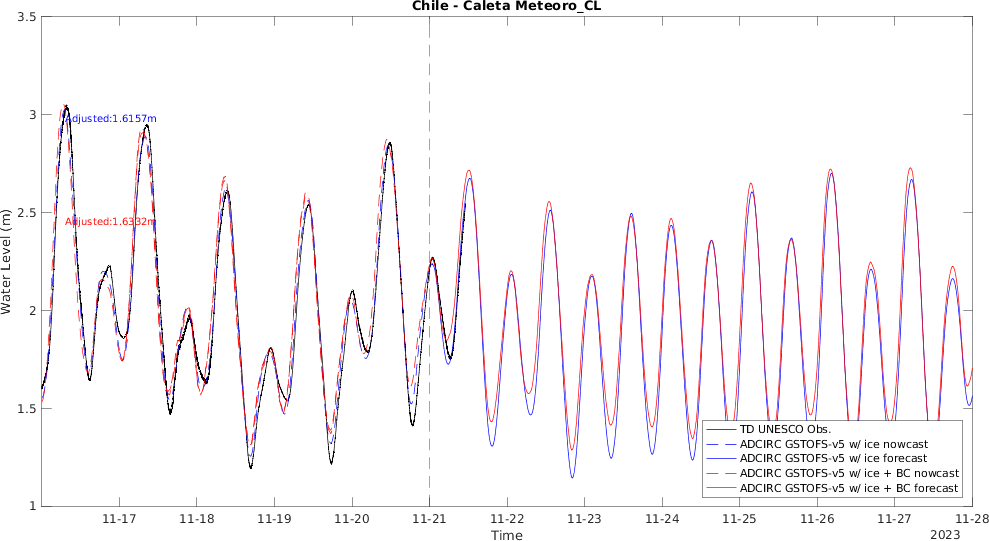 Chile - Caleta Meteoro_CL
3.5
3
2.5
2
1.5
1
Water Level (m)
Adjusted:1.6157m
Adjusted:1.6332m
TD UNESCO Obs.
ADCIRC GSTOFS-v5 w/ ice nowcast
ADCIRC GSTOFS-v5 w/ ice forecast
ADCIRC GSTOFS-v5 w/ ice + BC nowcast
ADCIRC GSTOFS-v5 w/ ice + BC forecast
11-17 11-18 11-19 11-20 11-21 11-22 11-23 11-24 11-25 11-26 11-27 11-28
Time
2023